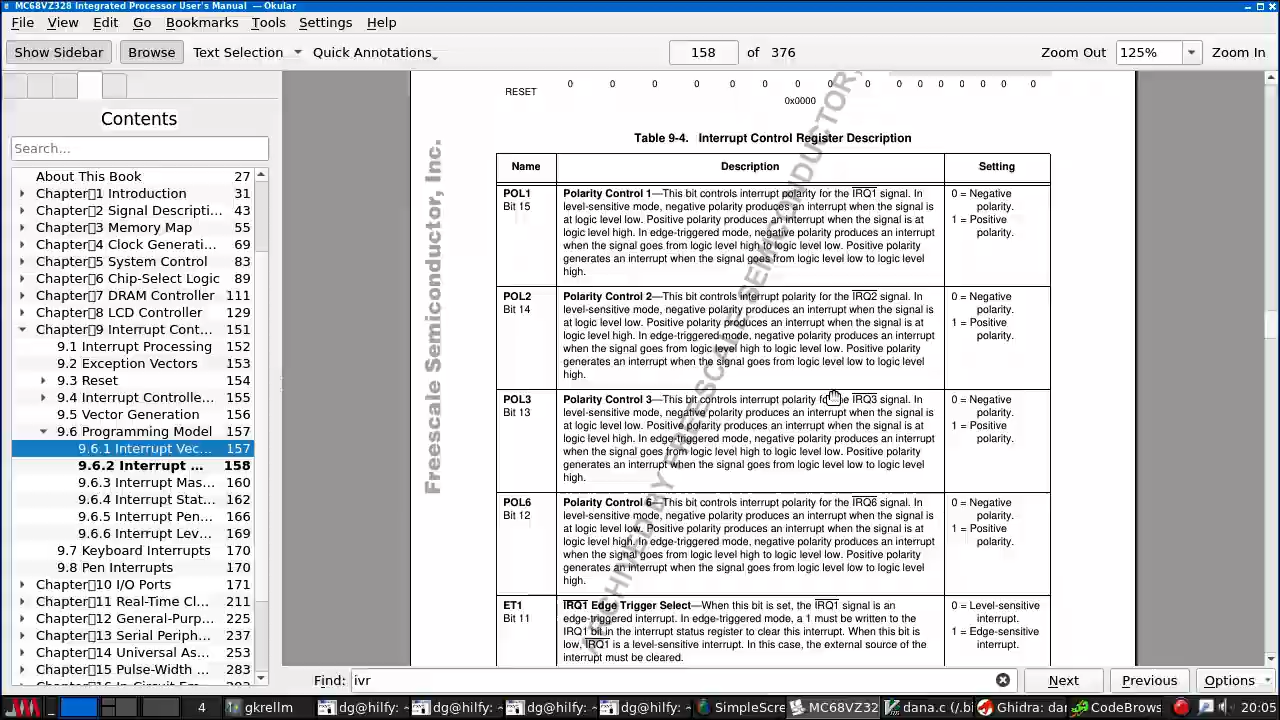 MC68VZ328 Integrated Processor User's Manual — Okular
File View Edit Go Bookmarks Tools Settings Help
Show Sidebar Browse Text Selection Quick Annotations 158 of 376 Zoom Out 125% Zoom In
Contents
Search...
About This Book 27
Chapter 1 Introduction 31
Chapter 2 Signal Descripti... 43
Chapter 3 Memory Map 55
Chapter 4 Clock Generati... 69
Chapter 5 System Control 83
Chapter 6 Chip-Select Logic 89
Chapter 7 DRAM Controller 111
Chapter 8 LCD Controller 129
Chapter 9 Interrupt Cont... 151
9.1 Interrupt Processing 152
9.2 Exception Vectors 153
9.3 Reset 154
9.4 Interrupt Controlle... 155
9.5 Vector Generation 156
9.6 Programming Model 157
9.6.1 Interrupt Vec... 157
9.6.2 Interrupt ... 158
9.6.3 Interrupt Mas... 160
9.6.4 Interrupt Stat... 162
9.6.5 Interrupt Pen... 166
9.6.6 Interrupt Lev... 169
9.7 Keyboard Interrupts 170
9.8 Pen Interrupts 170
Chapter 10 I/O Ports 171
Chapter 11 Real-Time Cl... 211
Chapter 12 General-Purp... 225
Chapter 13 Serial Periph... 237
Chapter 14 Universal As... 253
Chapter 15 Pulse-Width ... 283
Freescale Semiconductor, Inc.
ARCHIVED BY FREESCALE SEMICONDUCTOR,
RESET 0 0 0 0 0 0 0 0 0 0 0 0 0 0 0 0
0x0000
Table 9-4. Interrupt Control Register Description
Name Description Setting
POL1 Polarity Control 1—This bit controls interrupt polarity for the IRQ1 signal. In 0 = Negative
Bit 15 level-sensitive mode, negative polarity produces an interrupt when the signal is polarity.
at logic level low. Positive polarity produces an interrupt when the signal is at 1 = Positive
logic level high. In edge-triggered mode, negative polarity produces an interrupt polarity.
when the signal goes from logic level high to logic level low. Positive polarity
generates an interrupt when the signal goes from logic level low to logic level
high.
POL2 Polarity Control 2—This bit controls interrupt polarity for the IRQ2 signal. In 0 = Negative
Bit 14 level-sensitive mode, negative polarity produces an interrupt when the signal is polarity.
at logic level low. Positive polarity produces an interrupt when the signal is at 1 = Positive
logic level high. In edge-triggered mode, negative polarity produces an interrupt polarity.
when the signal goes from logic level high to logic level low. Positive polarity
generates an interrupt when the signal goes from logic level low to logic level
high.
POL3 Polarity Control 3—This bit controls interrupt polarity for the IRQ3 signal. In 0 = Negative
Bit 13 level-sensitive mode, negative polarity produces an interrupt when the signal is polarity.
at logic level low. Positive polarity produces an interrupt when the signal is at 1 = Positive
logic level high. In edge-triggered mode, negative polarity produces an interrupt polarity.
when the signal goes from logic level high to logic level low. Positive polarity
generates an interrupt when the signal goes from logic level low to logic level
high.
POL6 Polarity Control 6—This bit controls interrupt polarity for the IRQ6 signal. In 0 = Negative
Bit 12 level-sensitive mode, negative polarity produces an interrupt when the signal is polarity.
at logic level low. Positive polarity produces an interrupt when the signal is at 1 = Positive
logic level high. In edge-triggered mode, negative polarity produces an interrupt polarity.
when the signal goes from logic level high to logic level low. Positive polarity
generates an interrupt when the signal goes from logic level low to logic level
high.
ET1 IRQ1 Edge Trigger Select—When this bit is set, the IRQ1 signal is an 0 = Level-sensitive
Bit 11 edge-triggered interrupt. In edge-triggered mode, a 1 must be written to the interrupt.
IRQ1 bit in the interrupt status register to clear this interrupt. When this bit is 1 = Edge-sensitive
low, IRQ1 is a level-sensitive interrupt. In this case, the external source of the interrupt.
interrupt must be cleared.
Find: ivr Next Previous Options
4 gkrellm dg@hilfy: ~ dg@hilfy: ~ dg@hilfy: ~ dg@hilfy: ~ SimpleScre MC68VZ32 dana.c (/.b Ghidra: dar CodeBrows 20:05